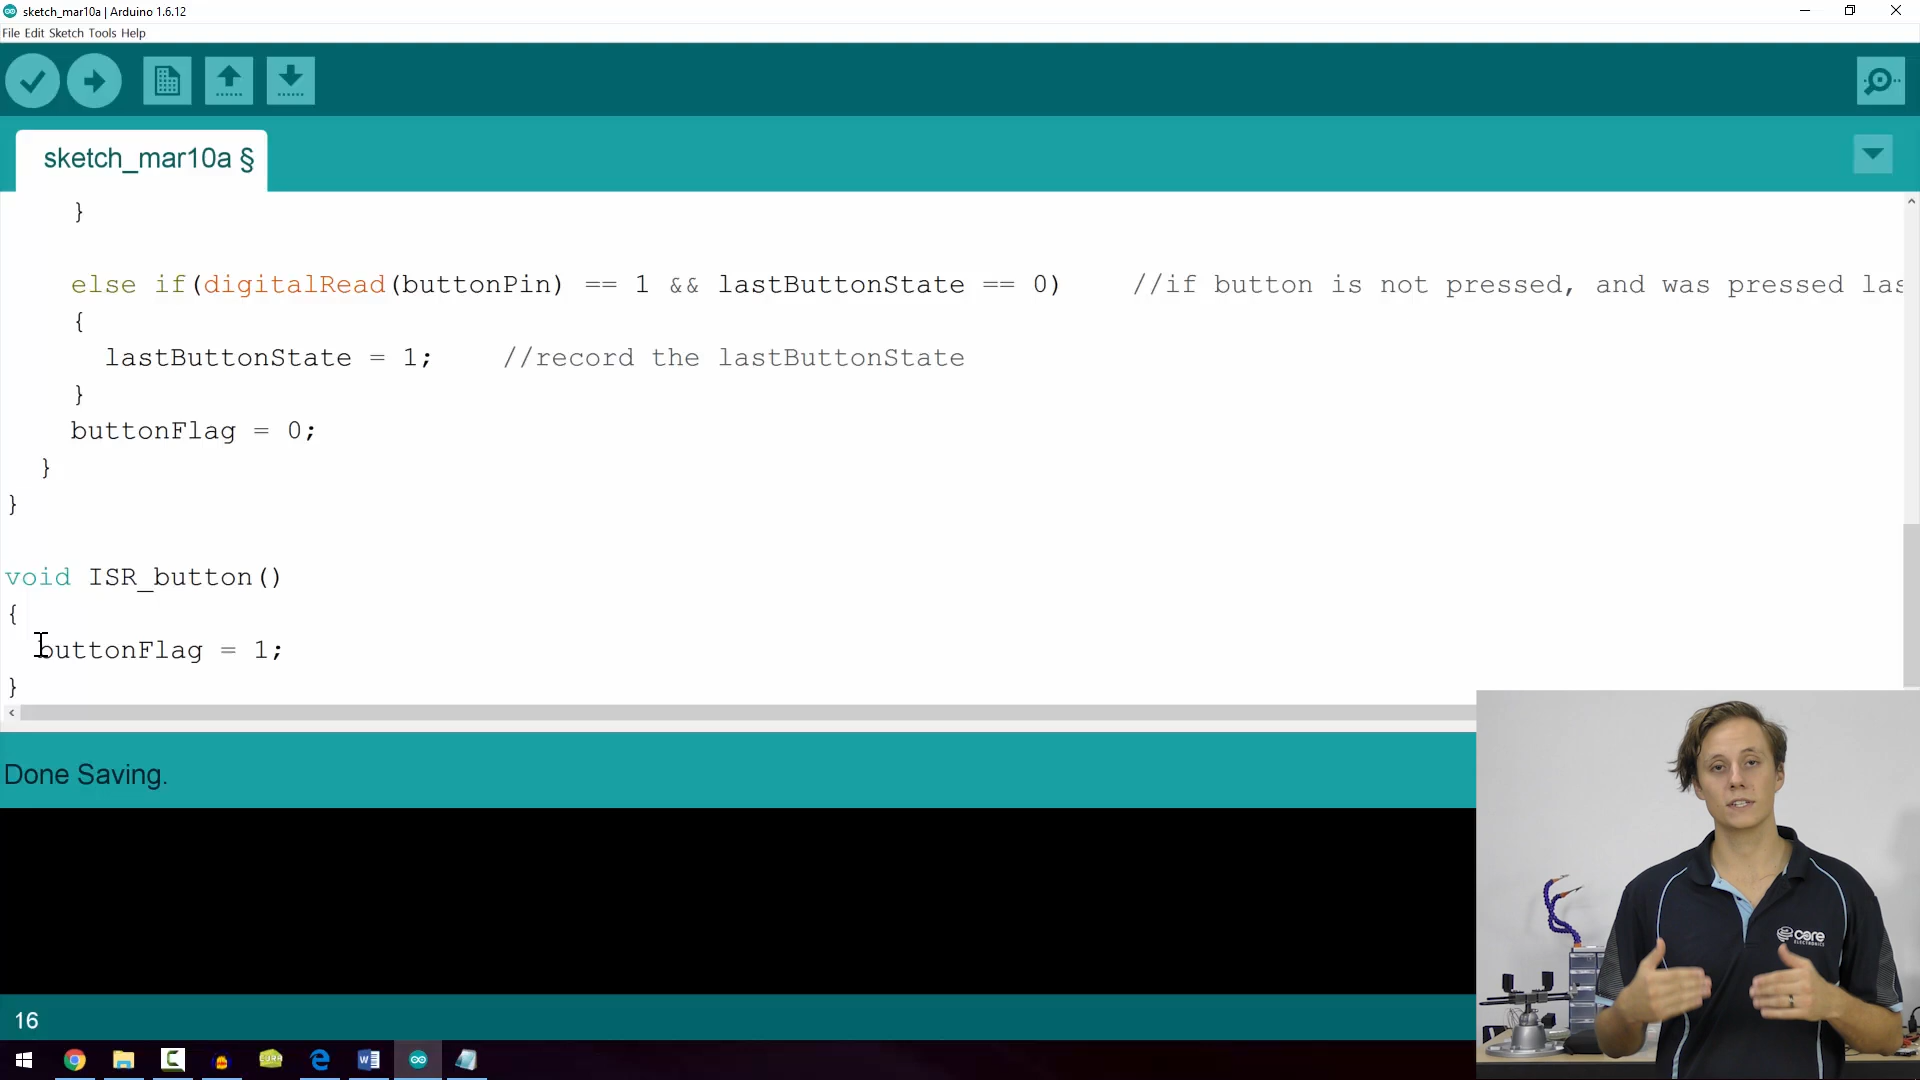 sketch_mar10a | Arduino 1.6.12
File Edit Sketch Tools Help
sketch_mar10a §
}
else if(digitalRead(buttonPin) == 1 && lastButtonState == 0) //if button is not pressed, and was pressed las
{
lastButtonState = 1; //record the lastButtonState
}
buttonFlag = 0;
}
}
void ISR_button()
{
buttonFlag = 1;
}
Done Saving.
16
core
ELECTRONICS